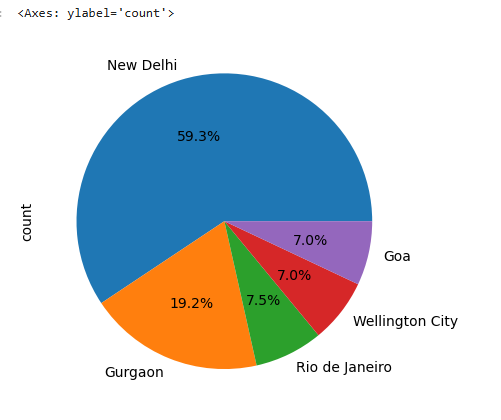 <Axes: ylabel='count'>
New Delhi
59.3%
count
7.0%
Goa
7.0%
19.2%
7.5%
Wellington City
Rio de Janeiro
Gurgaon